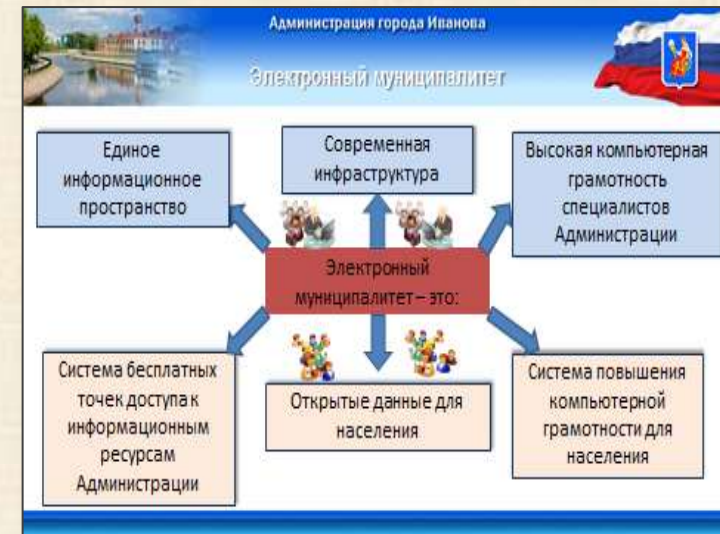 Администрация города Иванова
Электронный муниципалитет
Единое
информационное
пространство
Современная
инфраструктура
Высокая компьютерная
грамотность
специалистов
Администрации
Электронный
муниципалитет – это:
Система бесплатных
точек доступа к
информационным
ресурсам
Администрации
Открытые данные для
населения
Система повышения
компьютерной
грамотности для
населения